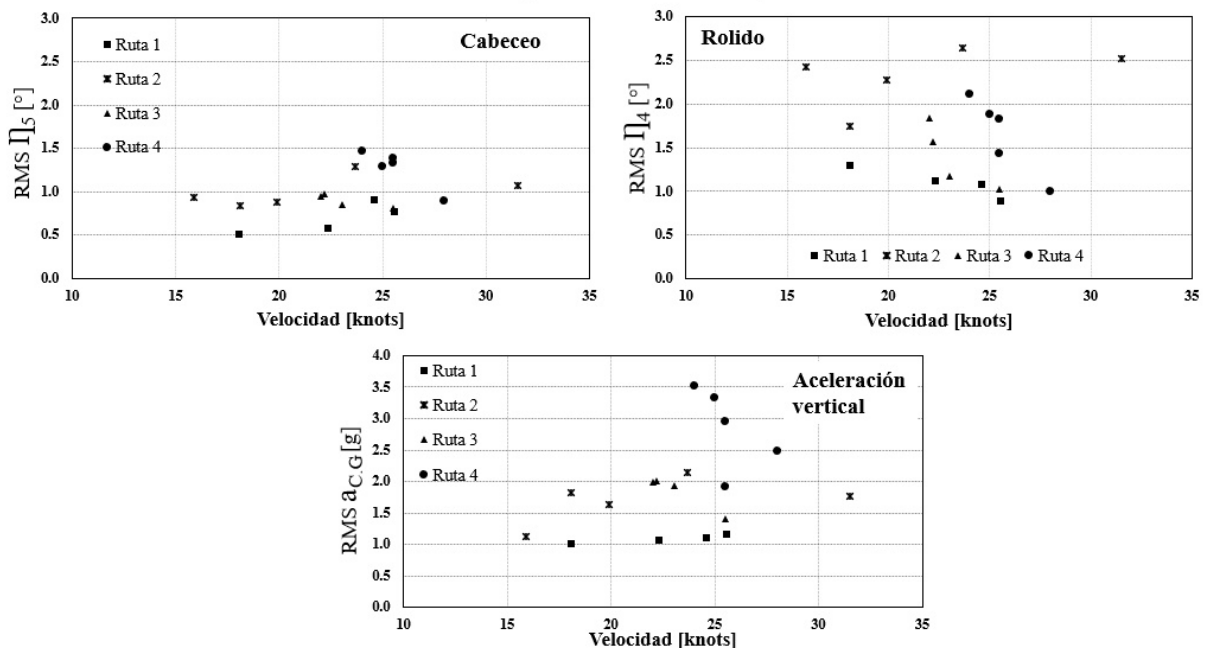 3.0
2.5
2.0
1.5
1.0
0.5
0.0
RMS η5 [°]
Ruta 1
Ruta 2
Ruta 3
Ruta 4
Cabeceo
10 15 20 25 30 35
Velocidad [knots]
3.0
2.5
2.0
1.5
1.0
0.5
0.0
RMS η4 [°]
Rolido
Ruta 1 Ruta 2 Ruta 3 Ruta 4
10 15 20 25 30 35
Velocidad [knots]
4.0
3.5
3.0
2.5
2.0
1.5
1.0
0.5
0.0
RMS aC.G [g]
Ruta 1
Ruta 2
Ruta 3
Ruta 4
Aceleración
vertical
10 15 20 25 30 35
Velocidad [knots]